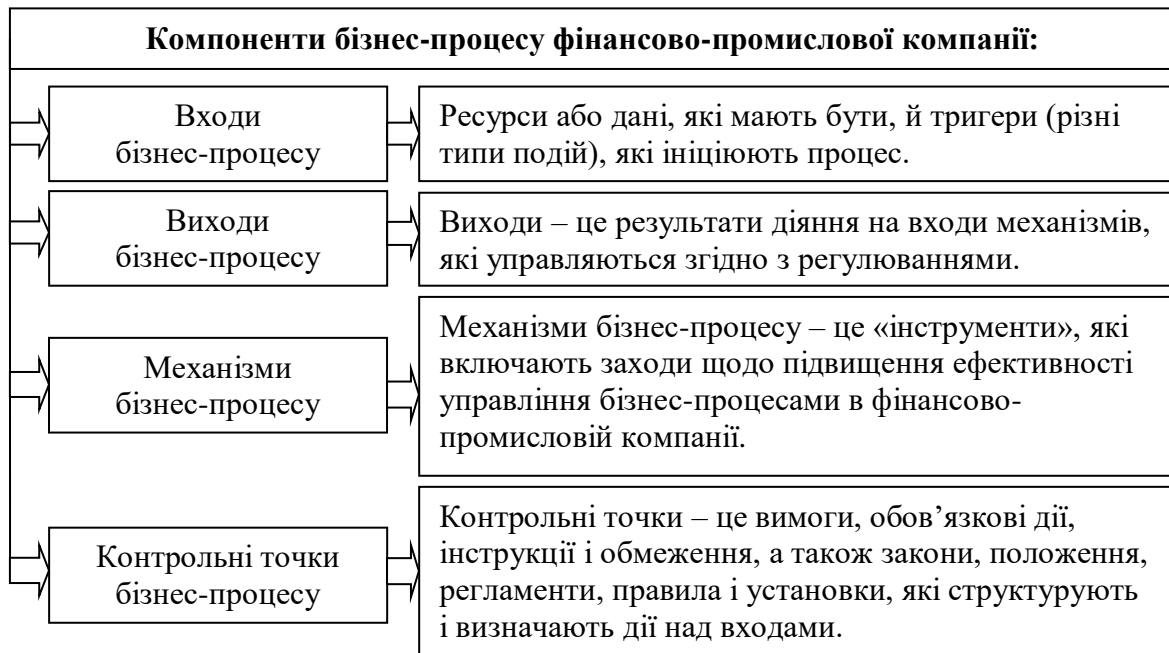 Компоненти бізнес-процесу фінансово-промислової компанії:
Входи
бізнес-процесу
Ресурси або дані, які мають бути, й тригери (різні
типи подій), які ініціюють процес.
Виходи
бізнес-процесу
Виходи – це результати діяння на входи механізмів,
які управляються згідно з регулюваннями.
Механізми
бізнес-процесу
Механізми бізнес-процесу – це «інструменти», які
включають заходи щодо підвищення ефективності
управління бізнес-процесами в фінансово-
промисловій компанії.
Контрольні точки
бізнес-процесу
Контрольні точки – це вимоги, обов’язкові дії,
інструкції і обмеження, а також закони, положення,
регламенти, правила і установки, які структурують
і визначають дії над входами.